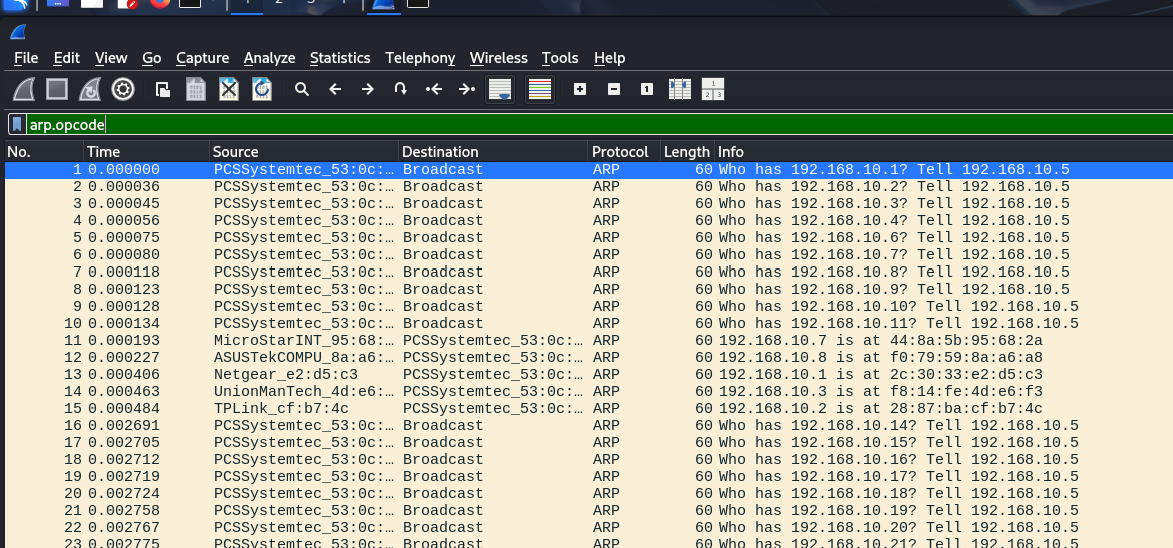 File Edit View Go Capture Analyze Statistics Telephony Wireless Tools Help
arp.opcode
No. Time Source Destination Protocol Length Info
1 0.000000 PCSSystemtec_53:0c:… Broadcast ARP 60 Who has 192.168.10.1? Tell 192.168.10.5
2 0.000036 PCSSystemtec_53:0c:… Broadcast ARP 60 Who has 192.168.10.2? Tell 192.168.10.5
3 0.000045 PCSSystemtec_53:0c:… Broadcast ARP 60 Who has 192.168.10.3? Tell 192.168.10.5
4 0.000056 PCSSystemtec_53:0c:… Broadcast ARP 60 Who has 192.168.10.4? Tell 192.168.10.5
5 0.000075 PCSSystemtec_53:0c:… Broadcast ARP 60 Who has 192.168.10.6? Tell 192.168.10.5
6 0.000080 PCSSystemtec_53:0c:… Broadcast ARP 60 Who has 192.168.10.7? Tell 192.168.10.5
7 0.000118 PCSSystemtec_53:0c:… Broadcast ARP 60 Who has 192.168.10.8? Tell 192.168.10.5
8 0.000123 PCSSystemtec_53:0c:… Broadcast ARP 60 Who has 192.168.10.9? Tell 192.168.10.5
9 0.000128 PCSSystemtec_53:0c:… Broadcast ARP 60 Who has 192.168.10.10? Tell 192.168.10.5
10 0.000134 PCSSystemtec_53:0c:… Broadcast ARP 60 Who has 192.168.10.11? Tell 192.168.10.5
11 0.000193 MicroStarINT_95:68:… PCSSystemtec_53:0c:… ARP 60 192.168.10.7 is at 44:8a:5b:95:68:2a
12 0.000227 ASUSTekCOMPU_8a:a6:… PCSSystemtec_53:0c:… ARP 60 192.168.10.8 is at f0:79:59:8a:a6:a8
13 0.000406 Netgear_e2:d5:c3 PCSSystemtec_53:0c:… ARP 60 192.168.10.1 is at 2c:30:33:e2:d5:c3
14 0.000463 UnionManTech_4d:e6:… PCSSystemtec_53:0c:… ARP 60 192.168.10.3 is at f8:14:fe:4d:e6:f3
15 0.000484 TPLink_cf:b7:4c PCSSystemtec_53:0c:… ARP 60 192.168.10.2 is at 28:87:ba:cf:b7:4c
16 0.002691 PCSSystemtec_53:0c:… Broadcast ARP 60 Who has 192.168.10.14? Tell 192.168.10.5
17 0.002705 PCSSystemtec_53:0c:… Broadcast ARP 60 Who has 192.168.10.15? Tell 192.168.10.5
18 0.002712 PCSSystemtec_53:0c:… Broadcast ARP 60 Who has 192.168.10.16? Tell 192.168.10.5
19 0.002719 PCSSystemtec_53:0c:… Broadcast ARP 60 Who has 192.168.10.17? Tell 192.168.10.5
20 0.002724 PCSSystemtec_53:0c:… Broadcast ARP 60 Who has 192.168.10.18? Tell 192.168.10.5
21 0.002758 PCSSystemtec_53:0c:… Broadcast ARP 60 Who has 192.168.10.19? Tell 192.168.10.5
22 0.002767 PCSSystemtec_53:0c:… Broadcast ARP 60 Who has 192.168.10.20? Tell 192.168.10.5
23 0.002775 PCSSystemtec_53:0c:… Broadcast ARP 60 Who has 192.168.10.21? Tell 192.168.10.5